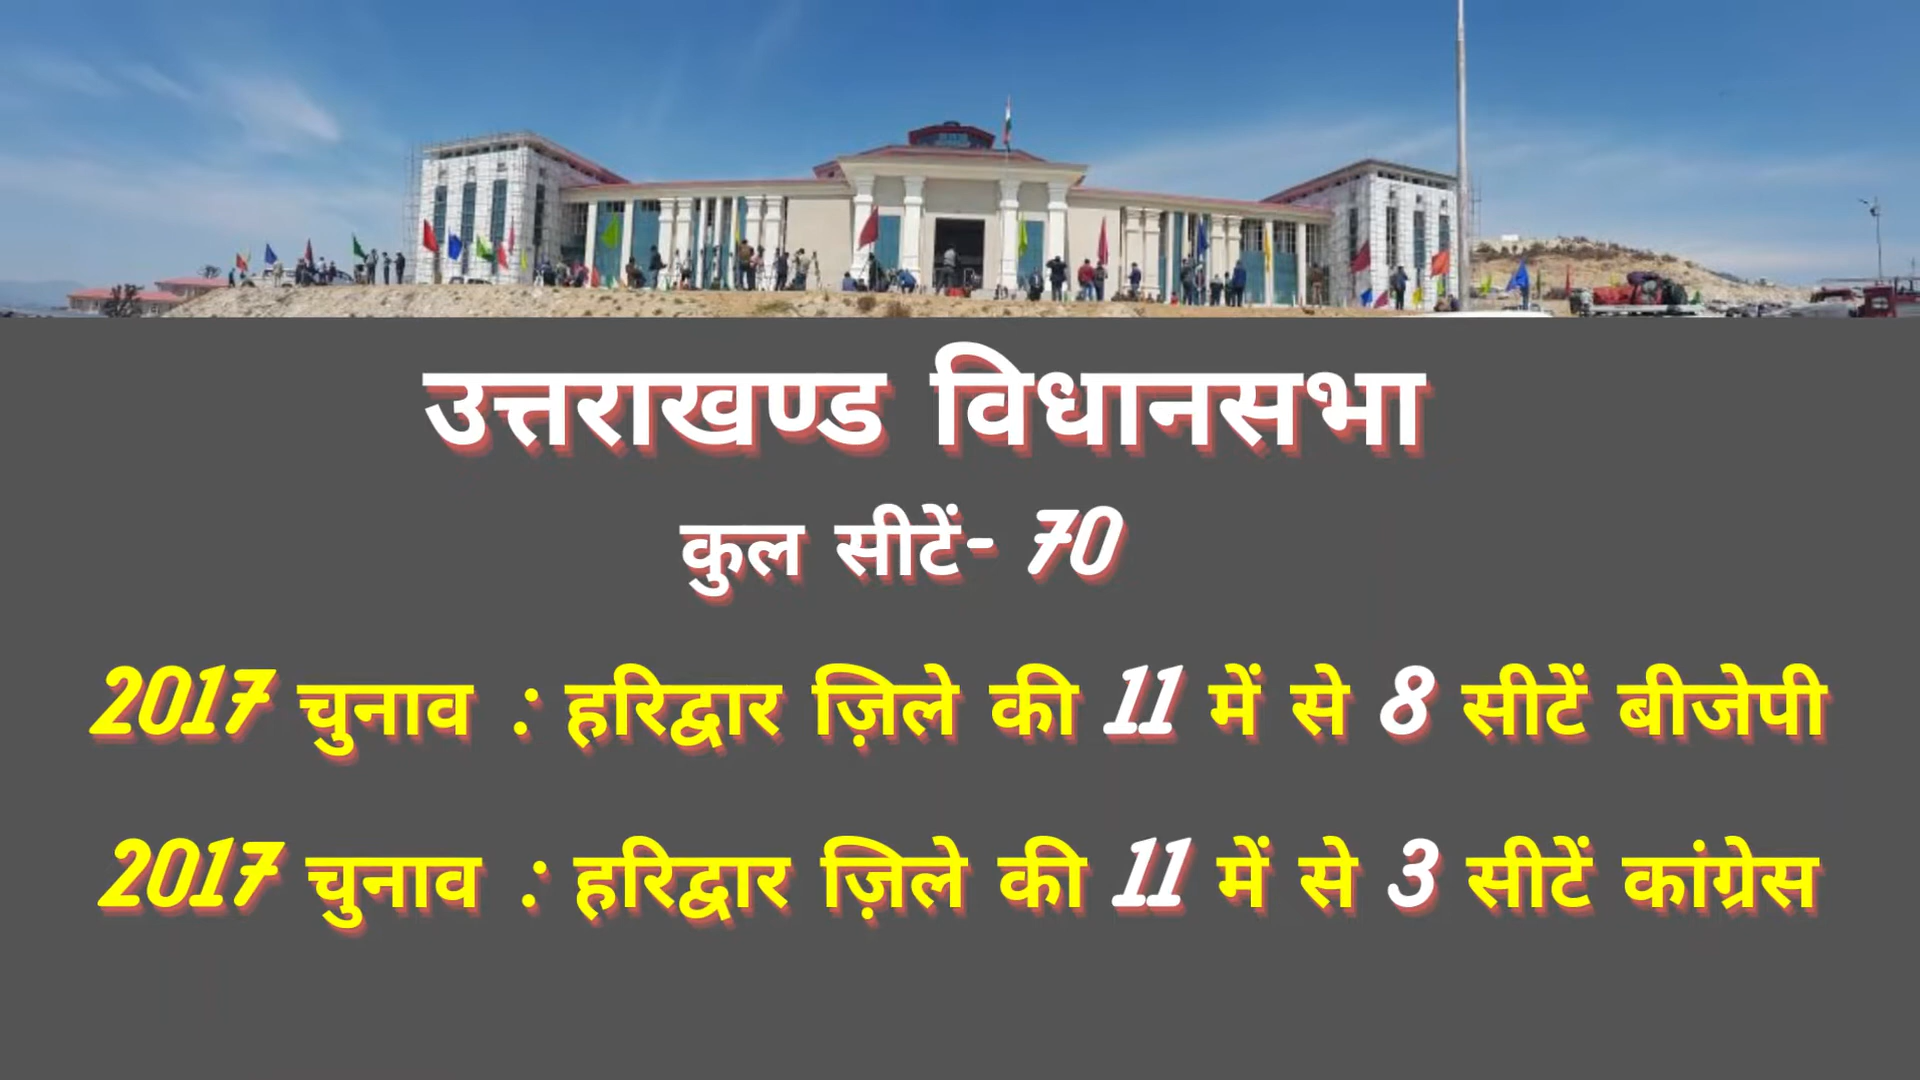 उत्तराखण्ड विधानसभा
कुल सीटें- 70
2017 चुनाव : हरिद्वार ज़िले की 11 में से 8 सीटें बीजेपी
2017 चुनाव : हरिद्वार ज़िले की 11 में से 3 सीटें कांग्रेस